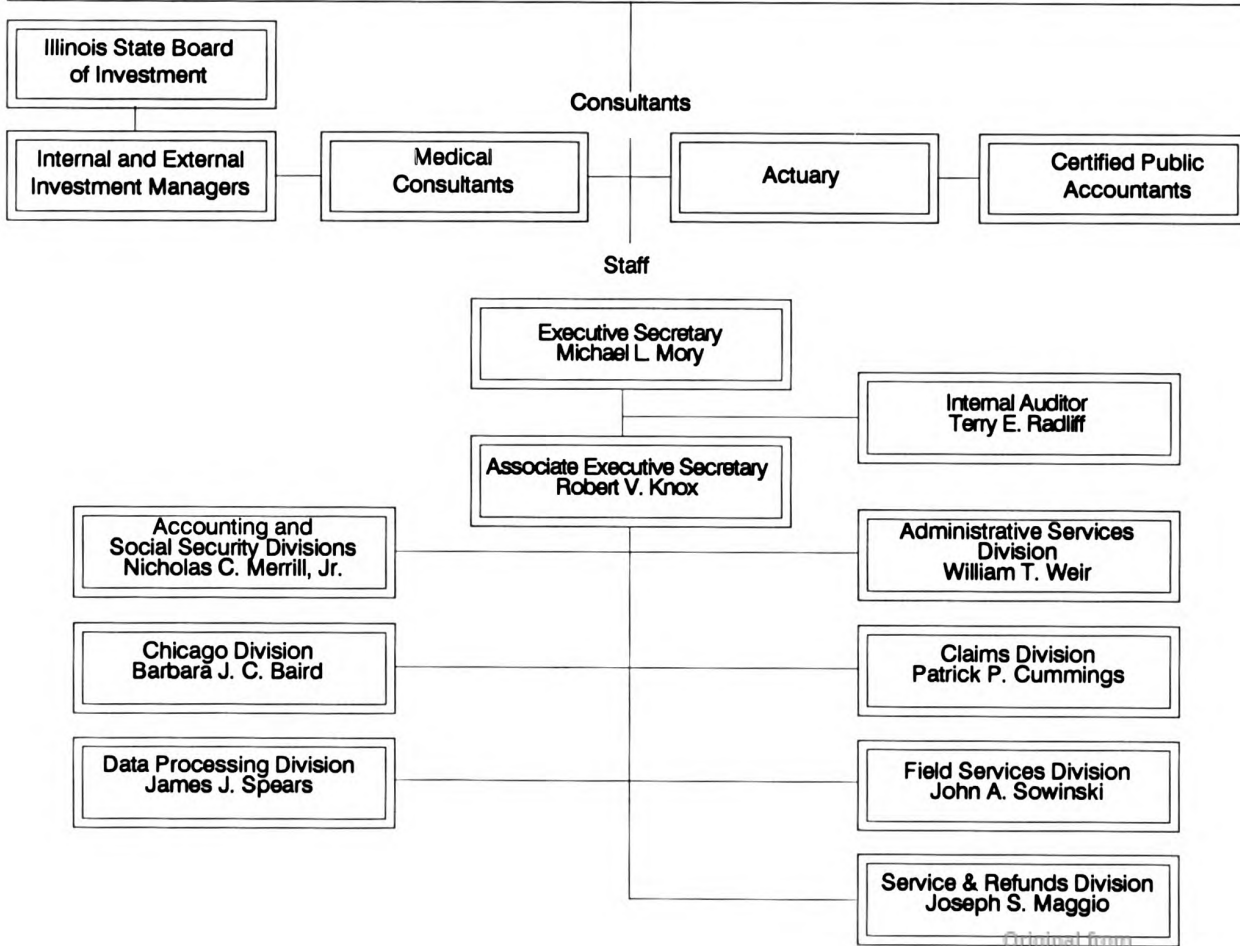 Illinois State Board
of Investment
Consultants
Internal and External
Investment Managers
Medical
Consultants
Actuary
Certified Public
Accountants
Staff
Executive Secretary
Michael L. Mory
Internal Auditor
Terry E. Radliff
Associate Executive Secretary
Robert V. Knox
Accounting and
Social Security Divisions
Nicholas C. Merrill, Jr.
Administrative Services
Division
William T. Weir
Chicago Division
Barbara J. C. Baird
Claims Division
Patrick P. Cummings
Data Processing Division
James J. Spears
Field Services Division
John A. Sowinski
Service & Refunds Division
Joseph S. Maggio
Original from